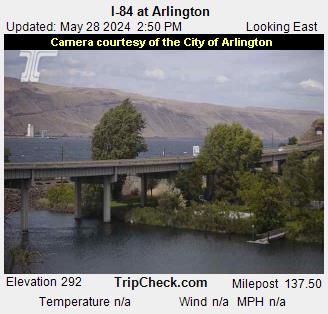 I-84 at Arlington
Updated: May 28 2024 2:50 PM Looking East
Camera courtesy of the City of Arlington
Elevation 292 TripCheck.com Milepost 137.50
Temperature n/a Wind n/a MPH n/a